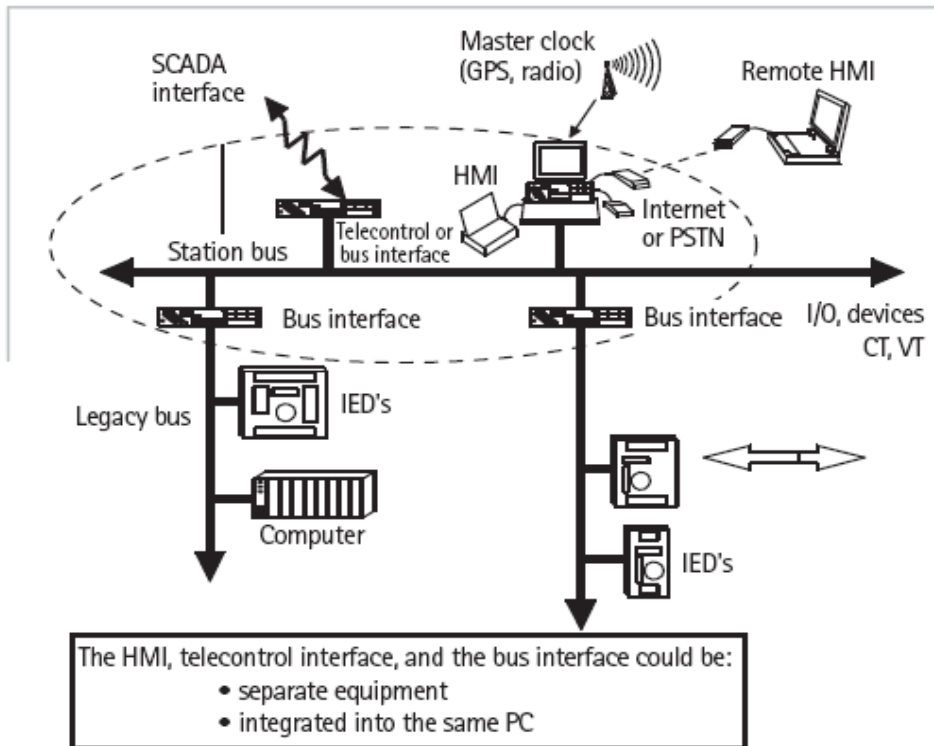 Master clock
(GPS, radio)
SCADA
interface
Remote HMI
HMI
Internet
or PSTN
Telecontrol or
bus interface
Station bus
Bus interface
Bus interface
I/O, devices
CT, VT
Legacy bus
IED's
Computer
IED's
The HMI, telecontrol interface, and the bus interface could be:
• separate equipment
• integrated into the same PC